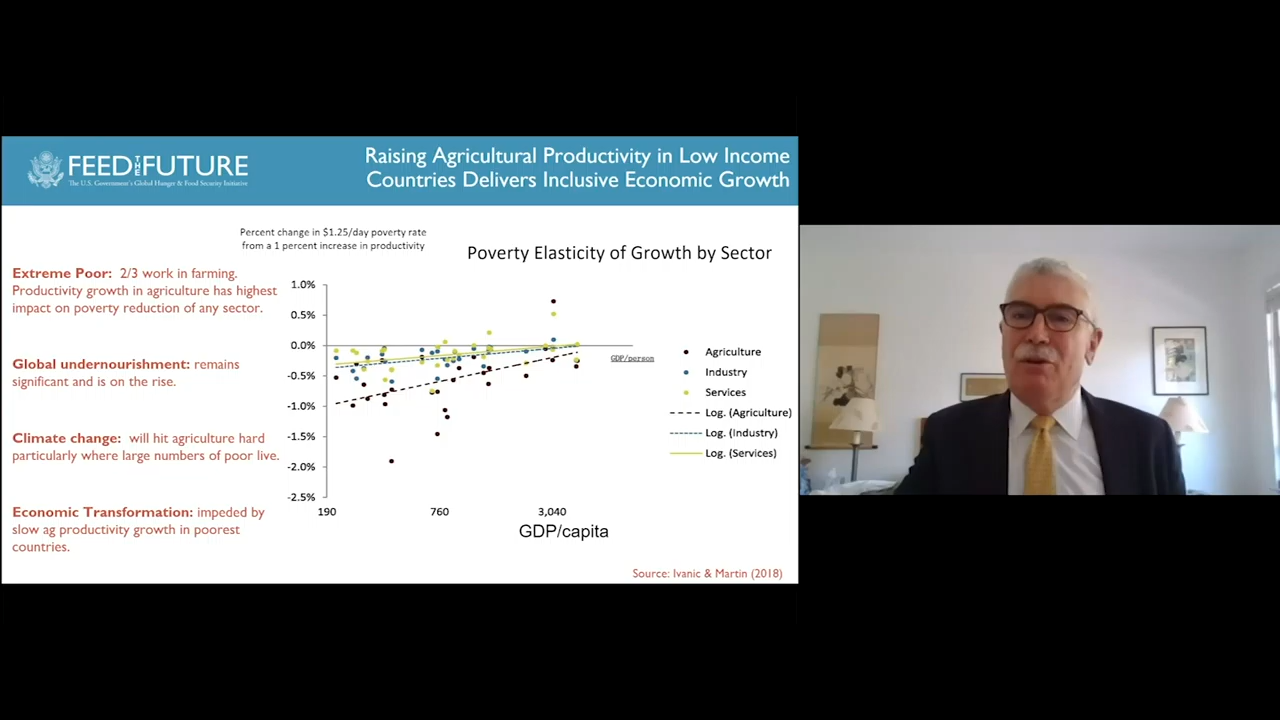 FEED THE FUTURE
The U.S. Government's Global Hunger & Food Security Initiative
Raising Agricultural Productivity in Low Income
Countries Delivers Inclusive Economic Growth
Percent change in $1.25/day poverty rate
from a 1 percent increase in productivity
Poverty Elasticity of Growth by Sector
Extreme Poor: 2/3 work in farming.
Productivity growth in agriculture has highest
impact on poverty reduction of any sector.
Global undernourishment: remains
significant and is on the rise.
Climate change: will hit agriculture hard
particularly where large numbers of poor live.
Economic Transformation: impeded by
slow ag productivity growth in poorest
countries.
1.0%
0.5%
0.0%
-0.5%
-1.0%
-1.5%
-2.0%
-2.5%
190
760
3,040
GDP/person
GDP/capita
Agriculture
Industry
Services
Log. (Agriculture)
Log. (Industry)
Log. (Services)
Source: Ivanic & Martin (2018)